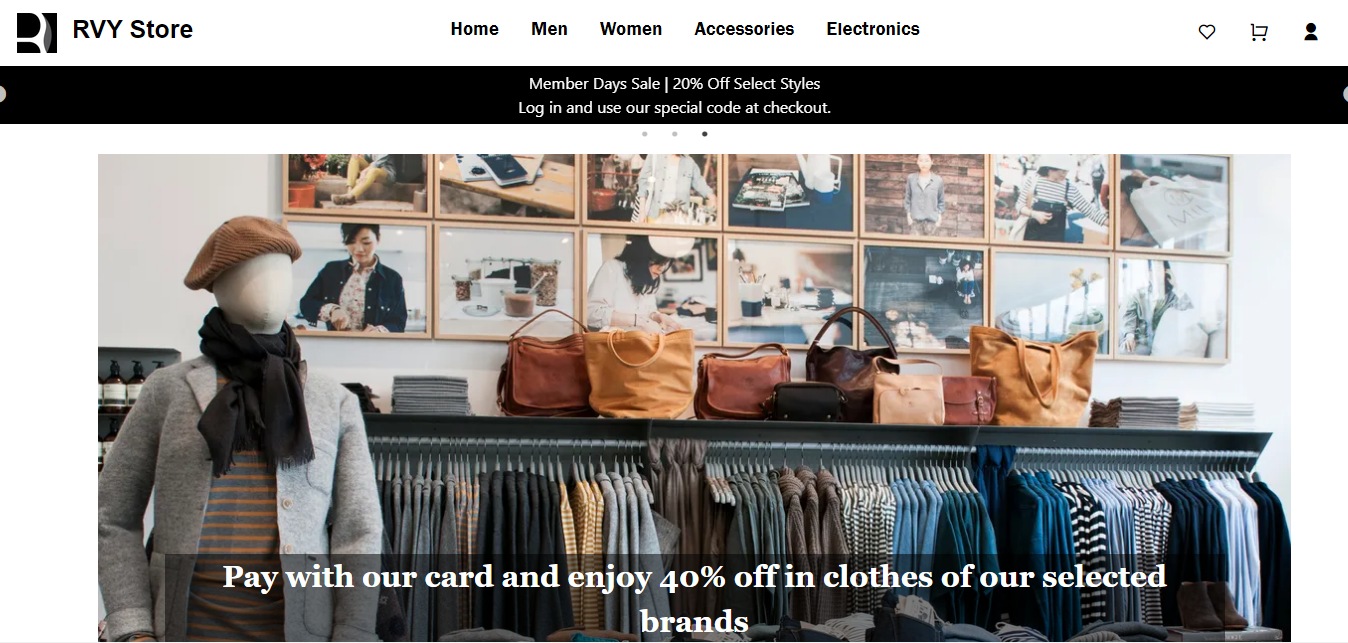 RVY Store
Home Men Women Accessories Electronics
Member Days Sale | 20% Off Select Styles
Log in and use our special code at checkout.
Pay with our card and enjoy 40% off in clothes of our selected
brands